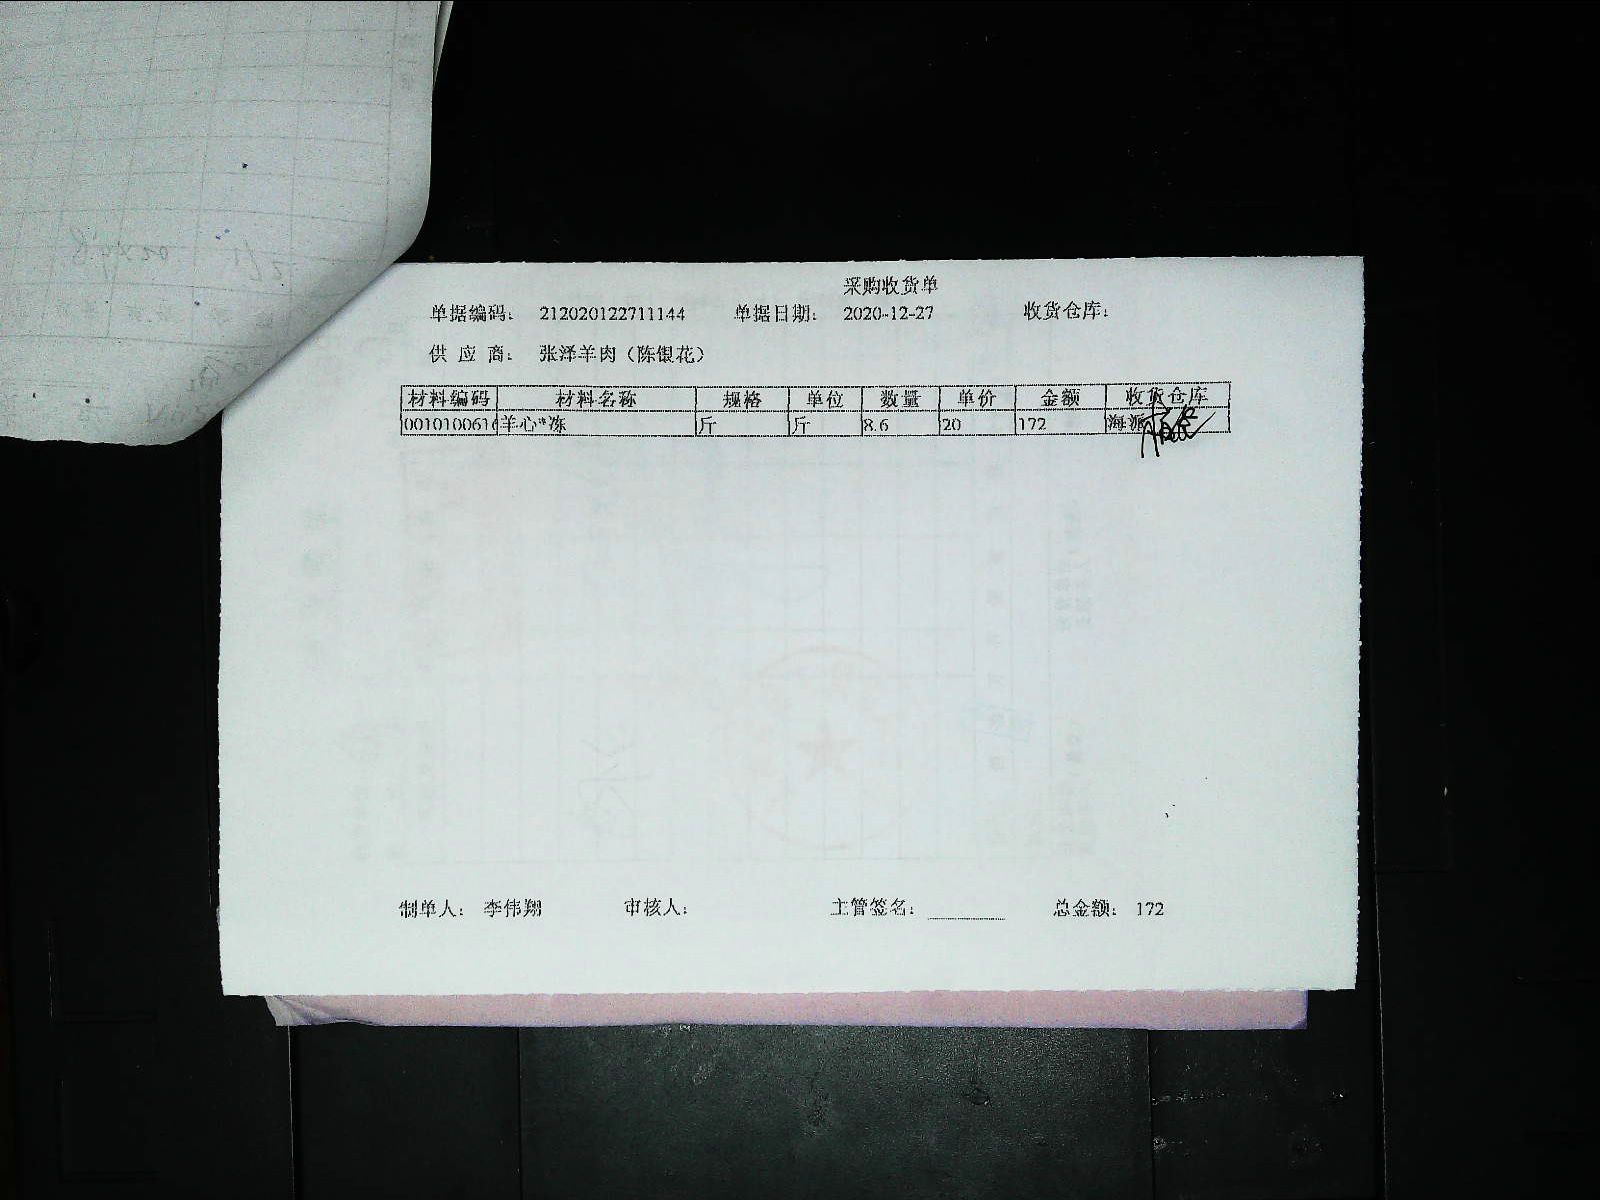 采购收货单
单据编码： 212020122711144 单据日期： 2020-12-27 收货仓库：
供 应 商： 张泽羊肉（陈银花）
材料编码 材料名称 规格 单位 数量 单价 金额 收货仓库
0010100616 羊心*冻 斤 斤 8.6 20 172 海派
制单人： 李伟翔 审核人： 主管签名： 总金额： 172